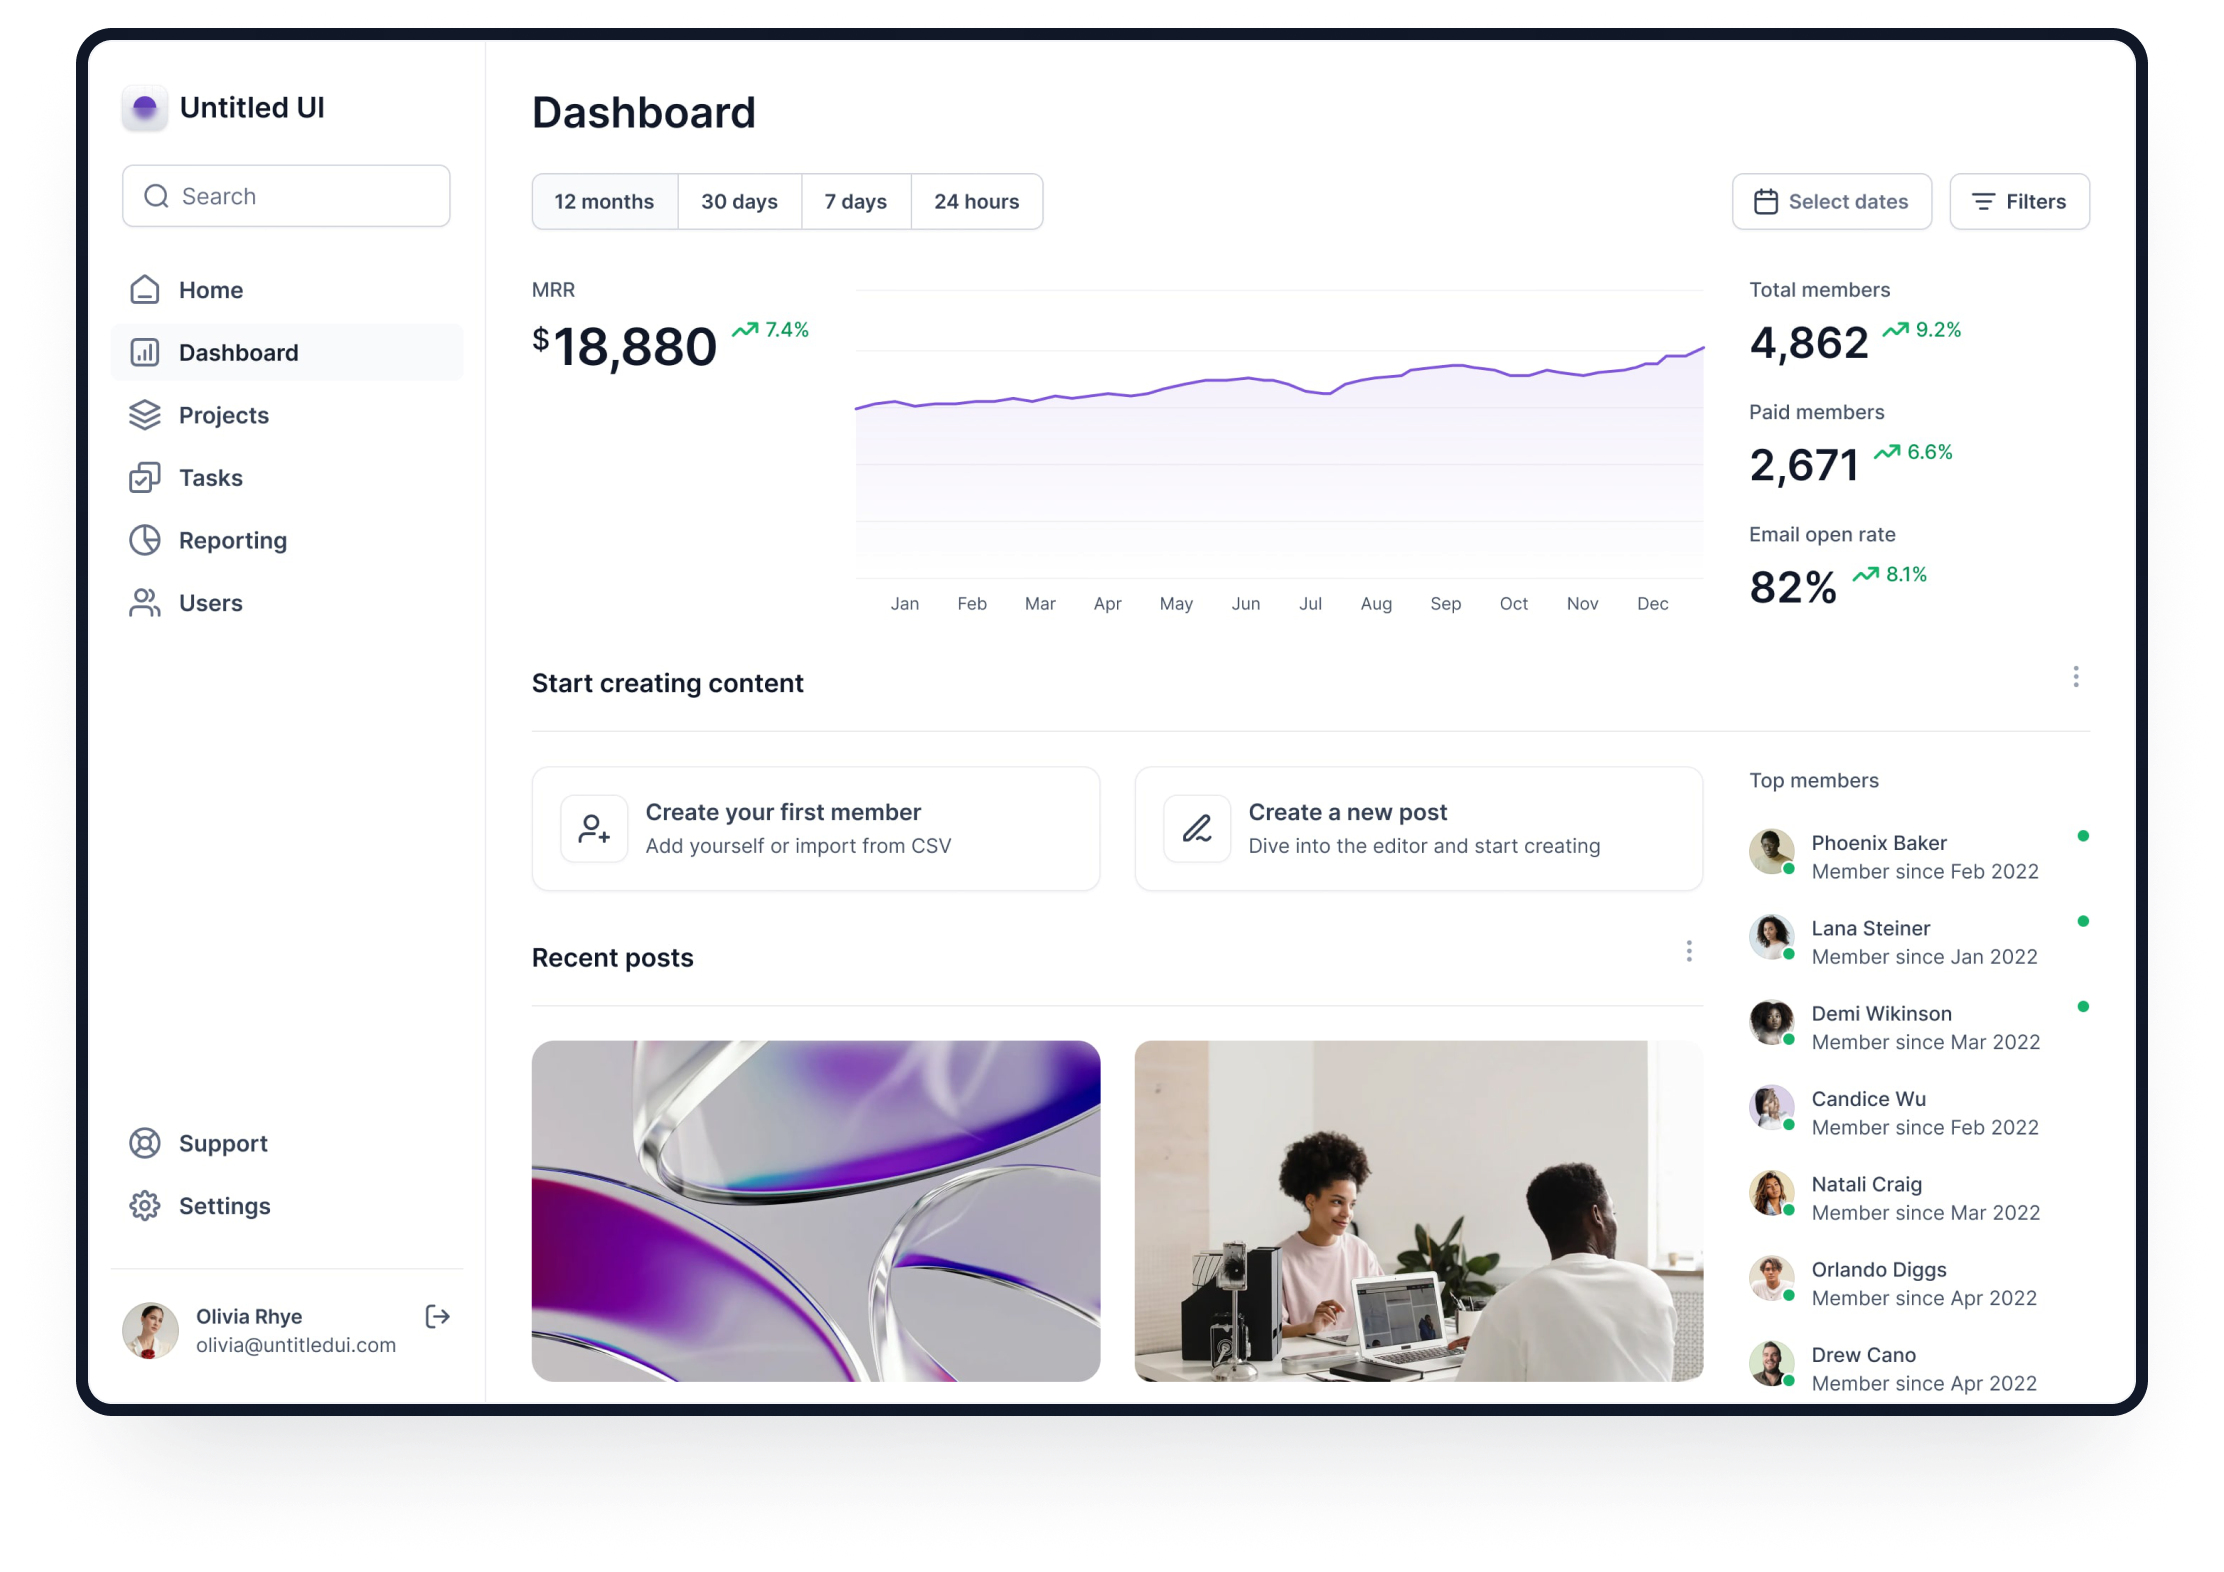 Untitled UI
Search
Home
Dashboard
Projects
Tasks
Reporting
Users
Support
Settings
Olivia Rhye
olivia@untitledui.com
Dashboard
12 months
30 days
7 days
24 hours
Select dates
Filters
MRR
$18,880
7.4%
Jan Feb Mar Apr May Jun Jul Aug Sep Oct Nov Dec
Total members
4,862
9.2%
Paid members
2,671
6.6%
Email open rate
82%
8.1%
Start creating content
Create your first member
Add yourself or import from CSV
Create a new post
Dive into the editor and start creating
Recent posts
Top members
Phoenix Baker
Member since Feb 2022
Lana Steiner
Member since Jan 2022
Demi Wikinson
Member since Mar 2022
Candice Wu
Member since Feb 2022
Natali Craig
Member since Mar 2022
Orlando Diggs
Member since Apr 2022
Drew Cano
Member since Apr 2022